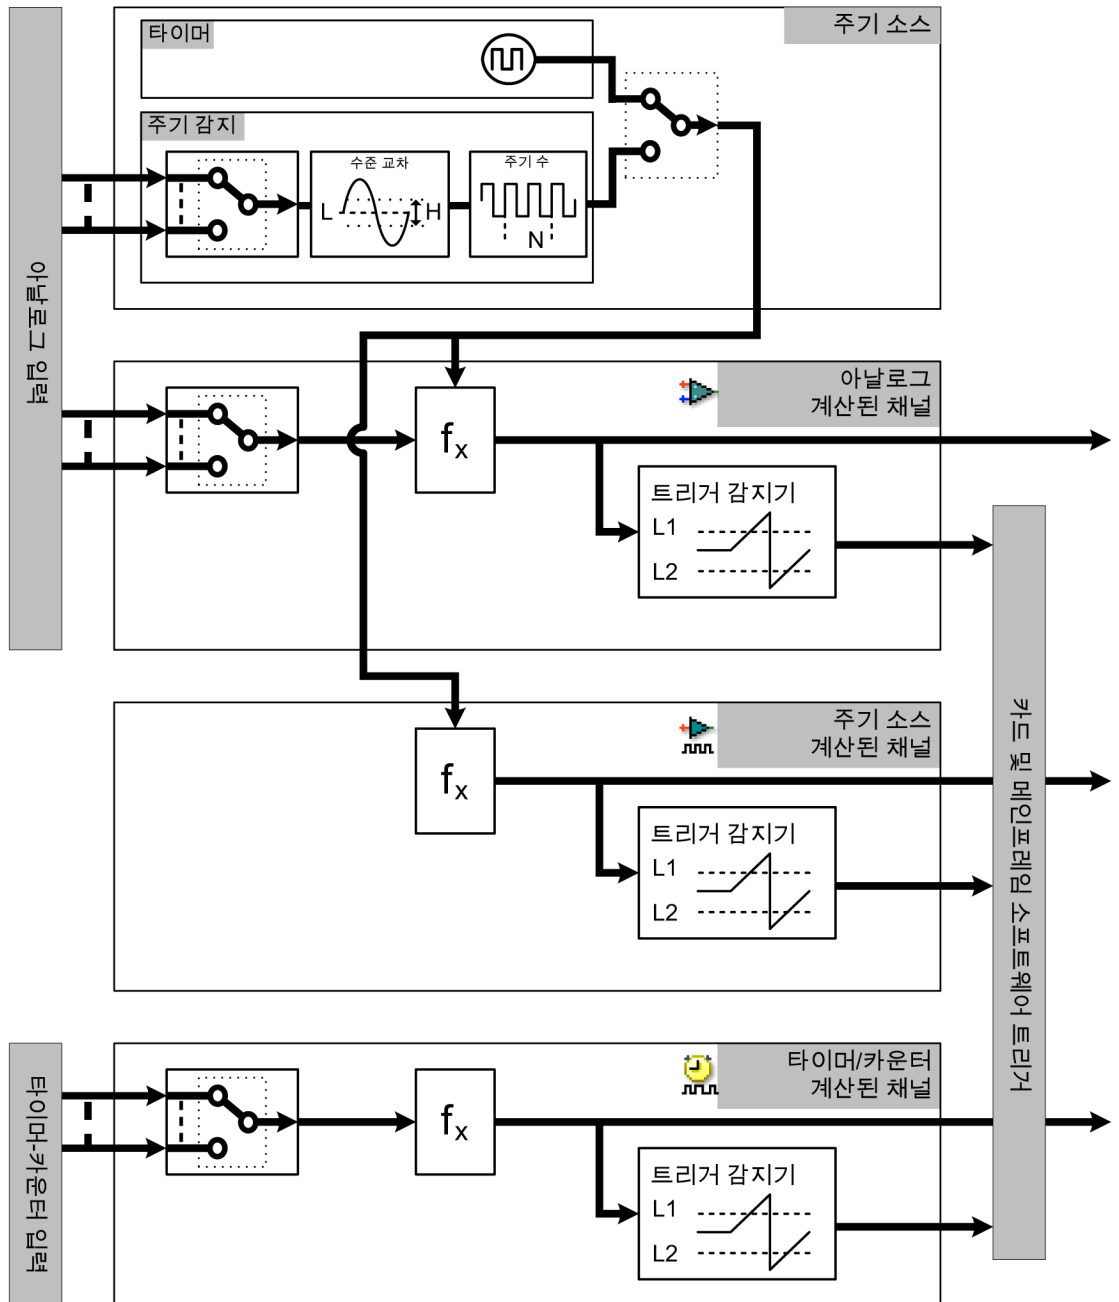 주기 소스
타이머
주기 감지
수준 교차
L
H
주기 수
N
아날로그 입력
아날로그
계산된 채널
fx
트리거 감지기
L1
L2
주기 소스
계산된 채널
fx
트리거 감지기
L1
L2
카드 및 메인프레임 소프트웨어 트리거
타이머-카운터 입력
타이머/카운터
계산된 채널
fx
트리거 감지기
L1
L2